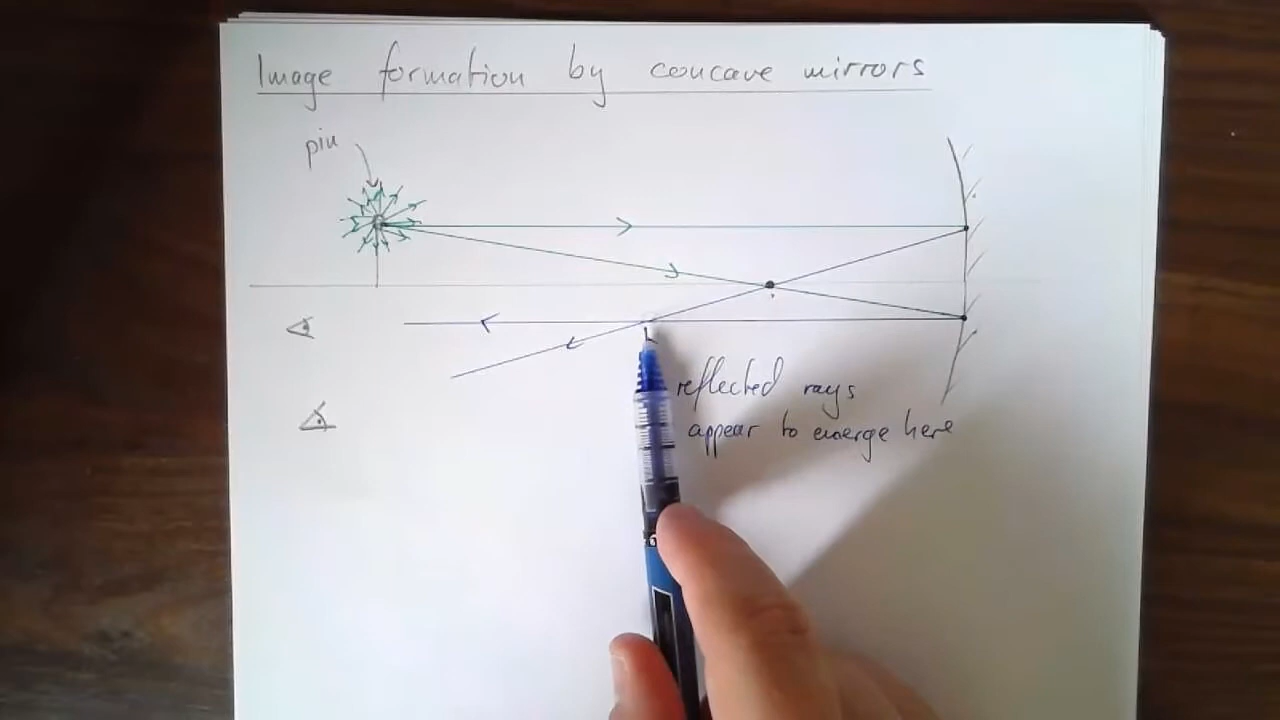 Image formation by concave mirrors
pin
reflected rays
appear to emerge here